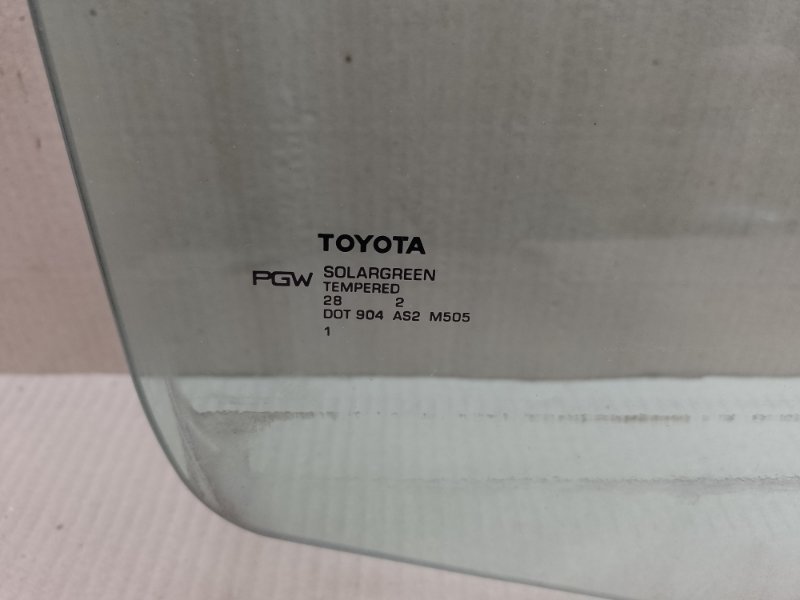 TOYOTA
PGW SOLARGREEN
TEMPERED
28 2
DOT 904 AS2 M505
1